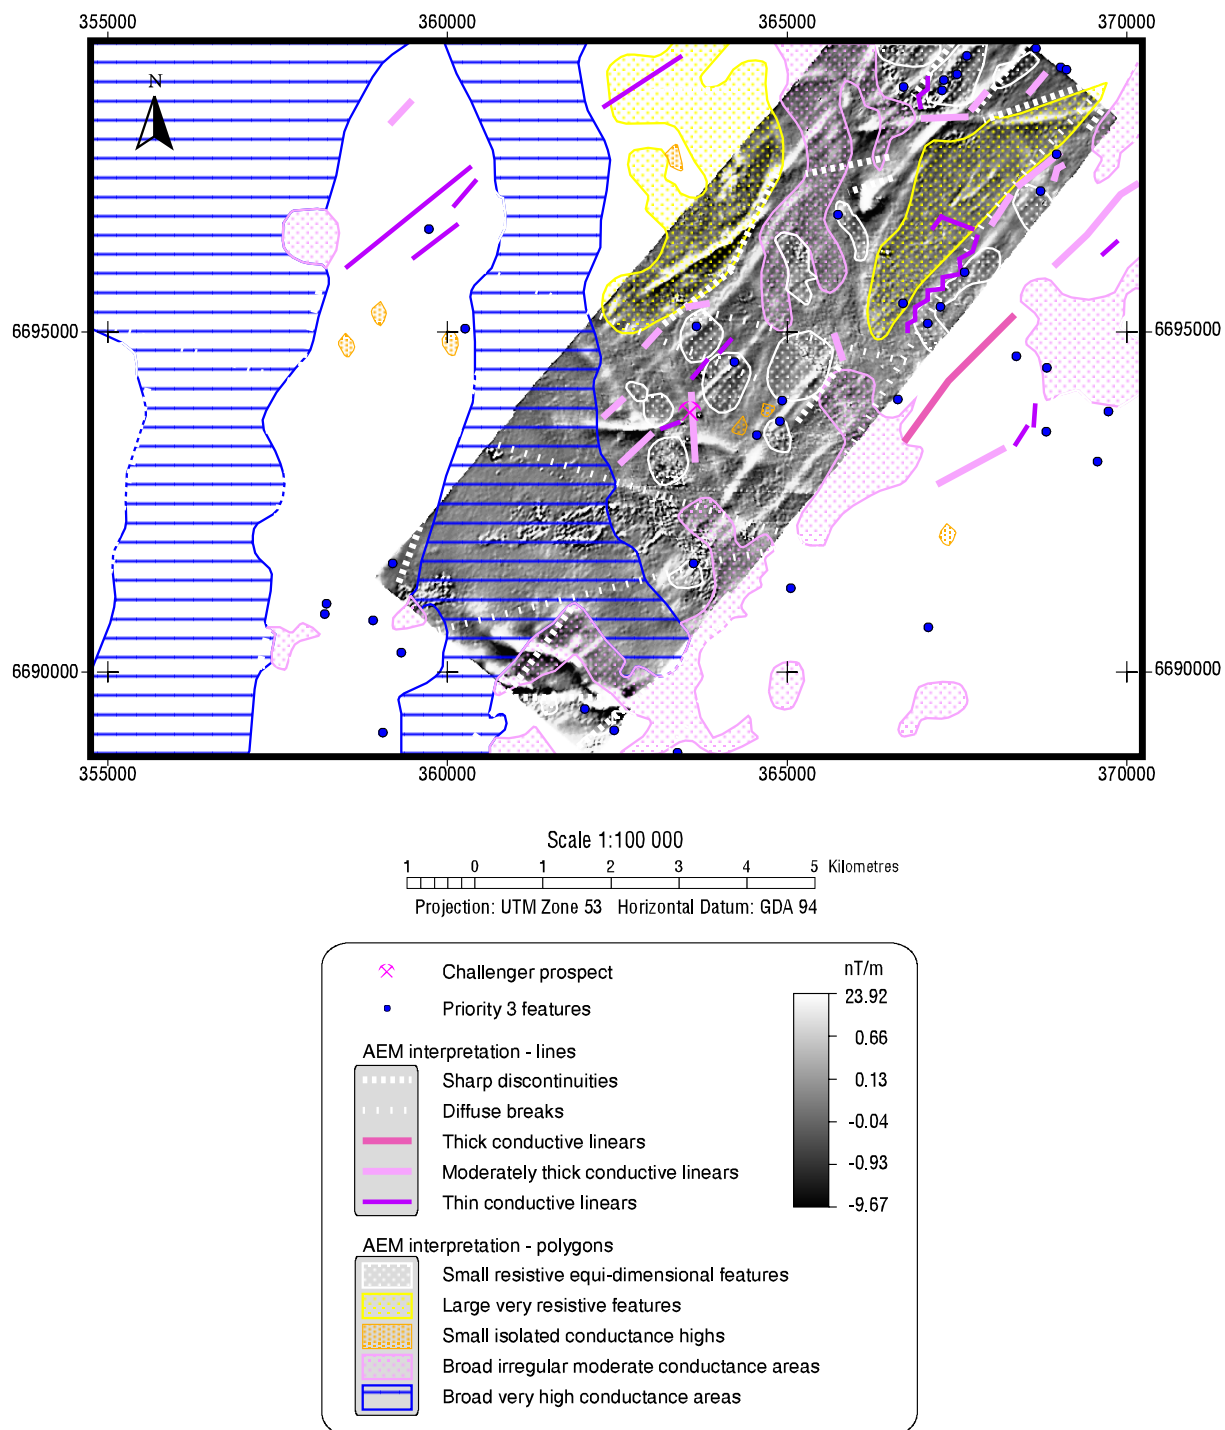 355000 360000 365000 370000
N
6695000 6695000
6690000 6690000
355000 360000 365000 370000
Scale 1:100 000
1 0 1 2 3 4 5 Kilometres
Projection: UTM Zone 53 Horizontal Datum: GDA 94
Challenger prospect
Priority 3 features
AEM interpretation - lines
Sharp discontinuities
Diffuse breaks
Thick conductive linears
Moderately thick conductive linears
Thin conductive linears
AEM interpretation - polygons
Small resistive equi-dimensional features
Large very resistive features
Small isolated conductance highs
Broad irregular moderate conductance areas
Broad very high conductance areas
nT/m
23.92
0.66
0.13
-0.04
-0.93
-9.67